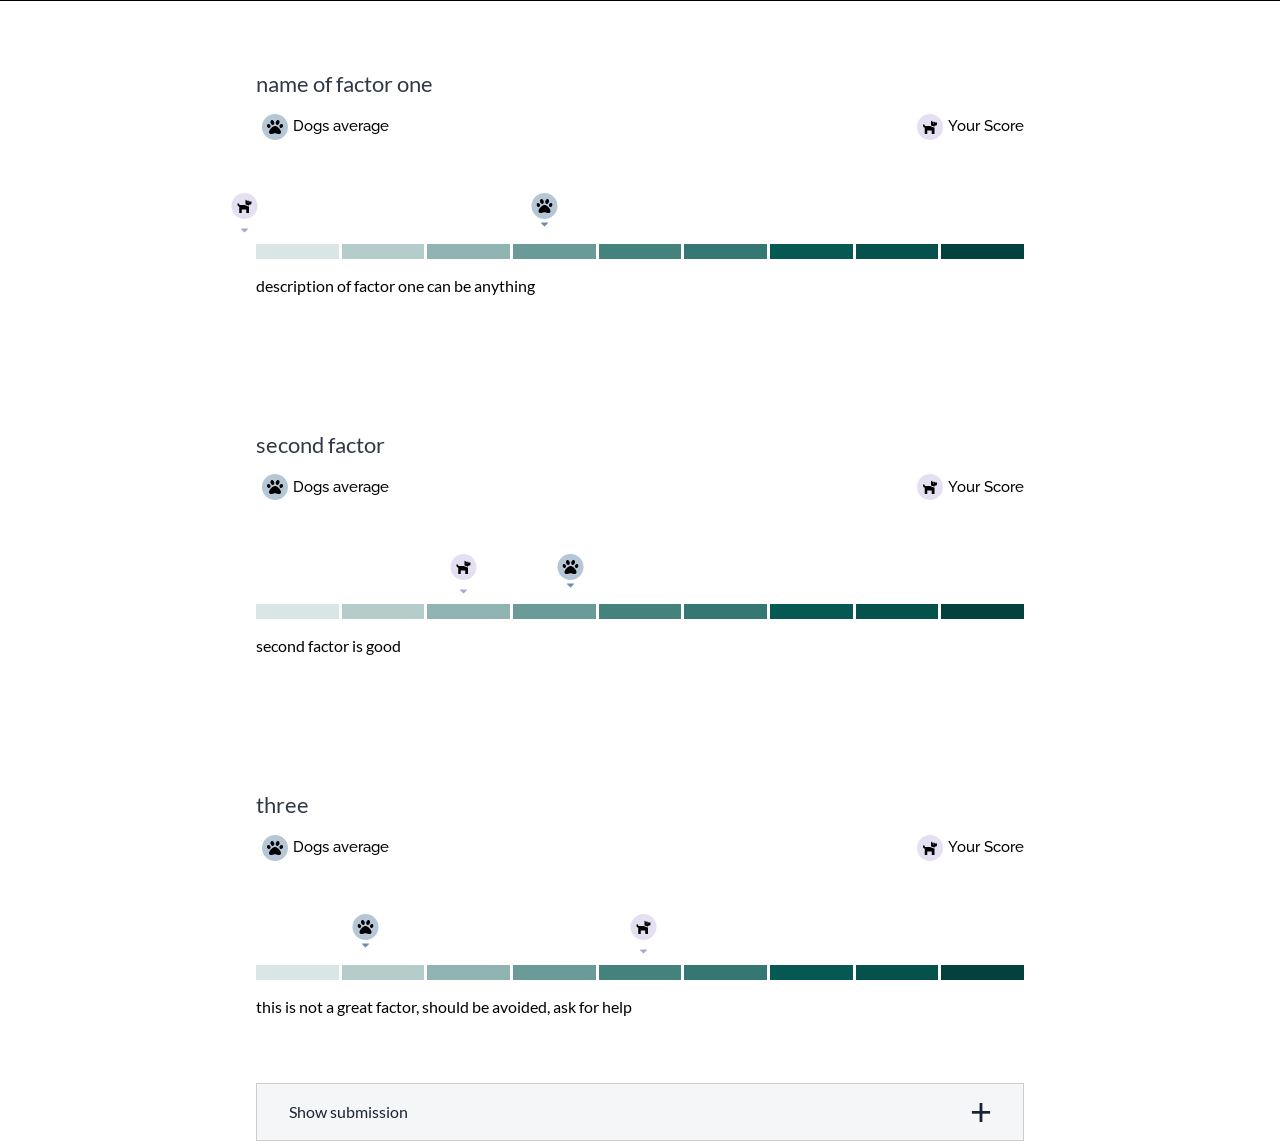 name of factor one
Dogs average
Your Score
description of factor one can be anything
second factor
Dogs average
Your Score
second factor is good
three
Dogs average
Your Score
this is not a great factor, should be avoided, ask for help
Show submission